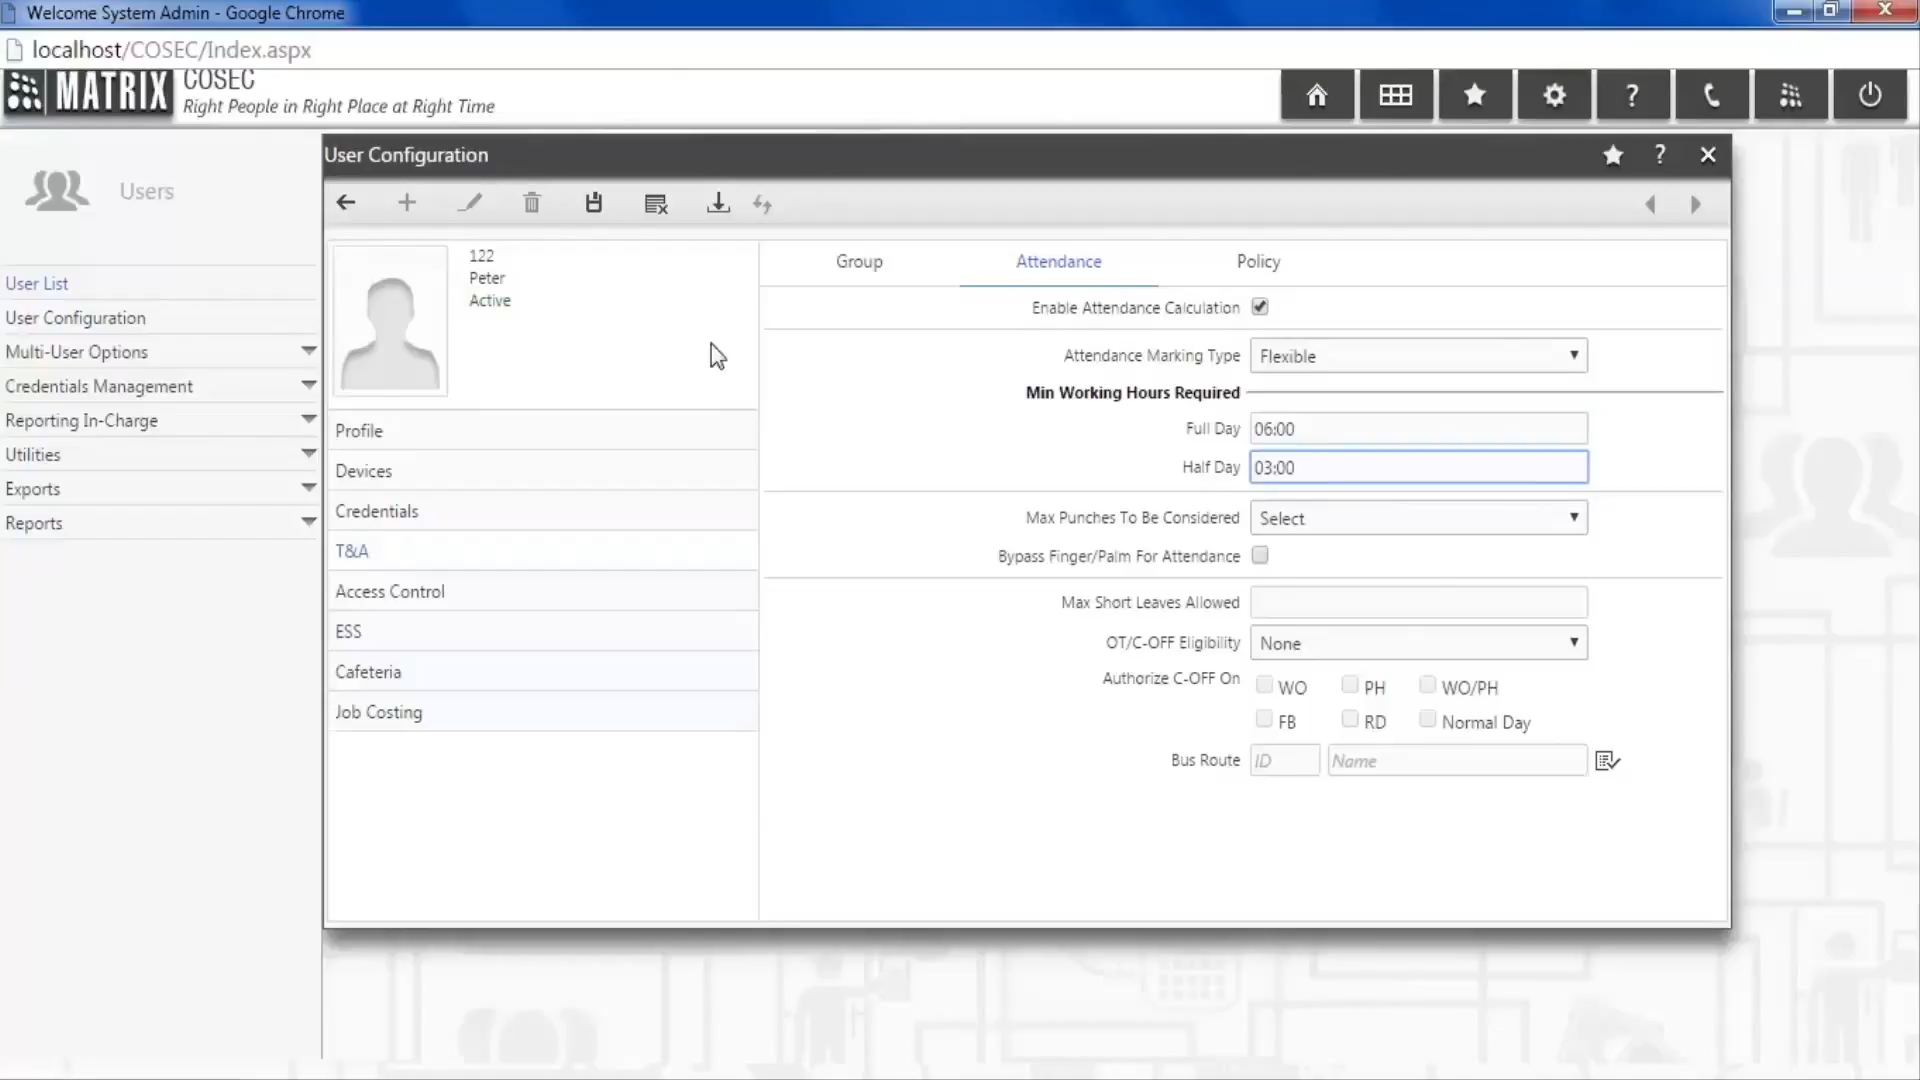 Welcome System Admin - Google Chrome
localhost/COSEC/Index.aspx
MATRIX
COSEC
Right People in Right Place at Right Time
?
Users
User List
User Configuration
Multi-User Options
Credentials Management
Reporting In-Charge
Utilities
Exports
Reports
User Configuration
?
122
Peter
Active
Profile
Devices
Credentials
T&A
Access Control
ESS
Cafeteria
Job Costing
Group Attendance Policy
Enable Attendance Calculation
Attendance Marking Type Flexible
Min Working Hours Required
Full Day 06:00
Half Day 03:00
Max Punches To Be Considered Select
Bypass Finger/Palm For Attendance
Max Short Leaves Allowed
OT/C-OFF Eligibility None
Authorize C-OFF On WO PH WO/PH
FB RD Normal Day
Bus Route ID Name